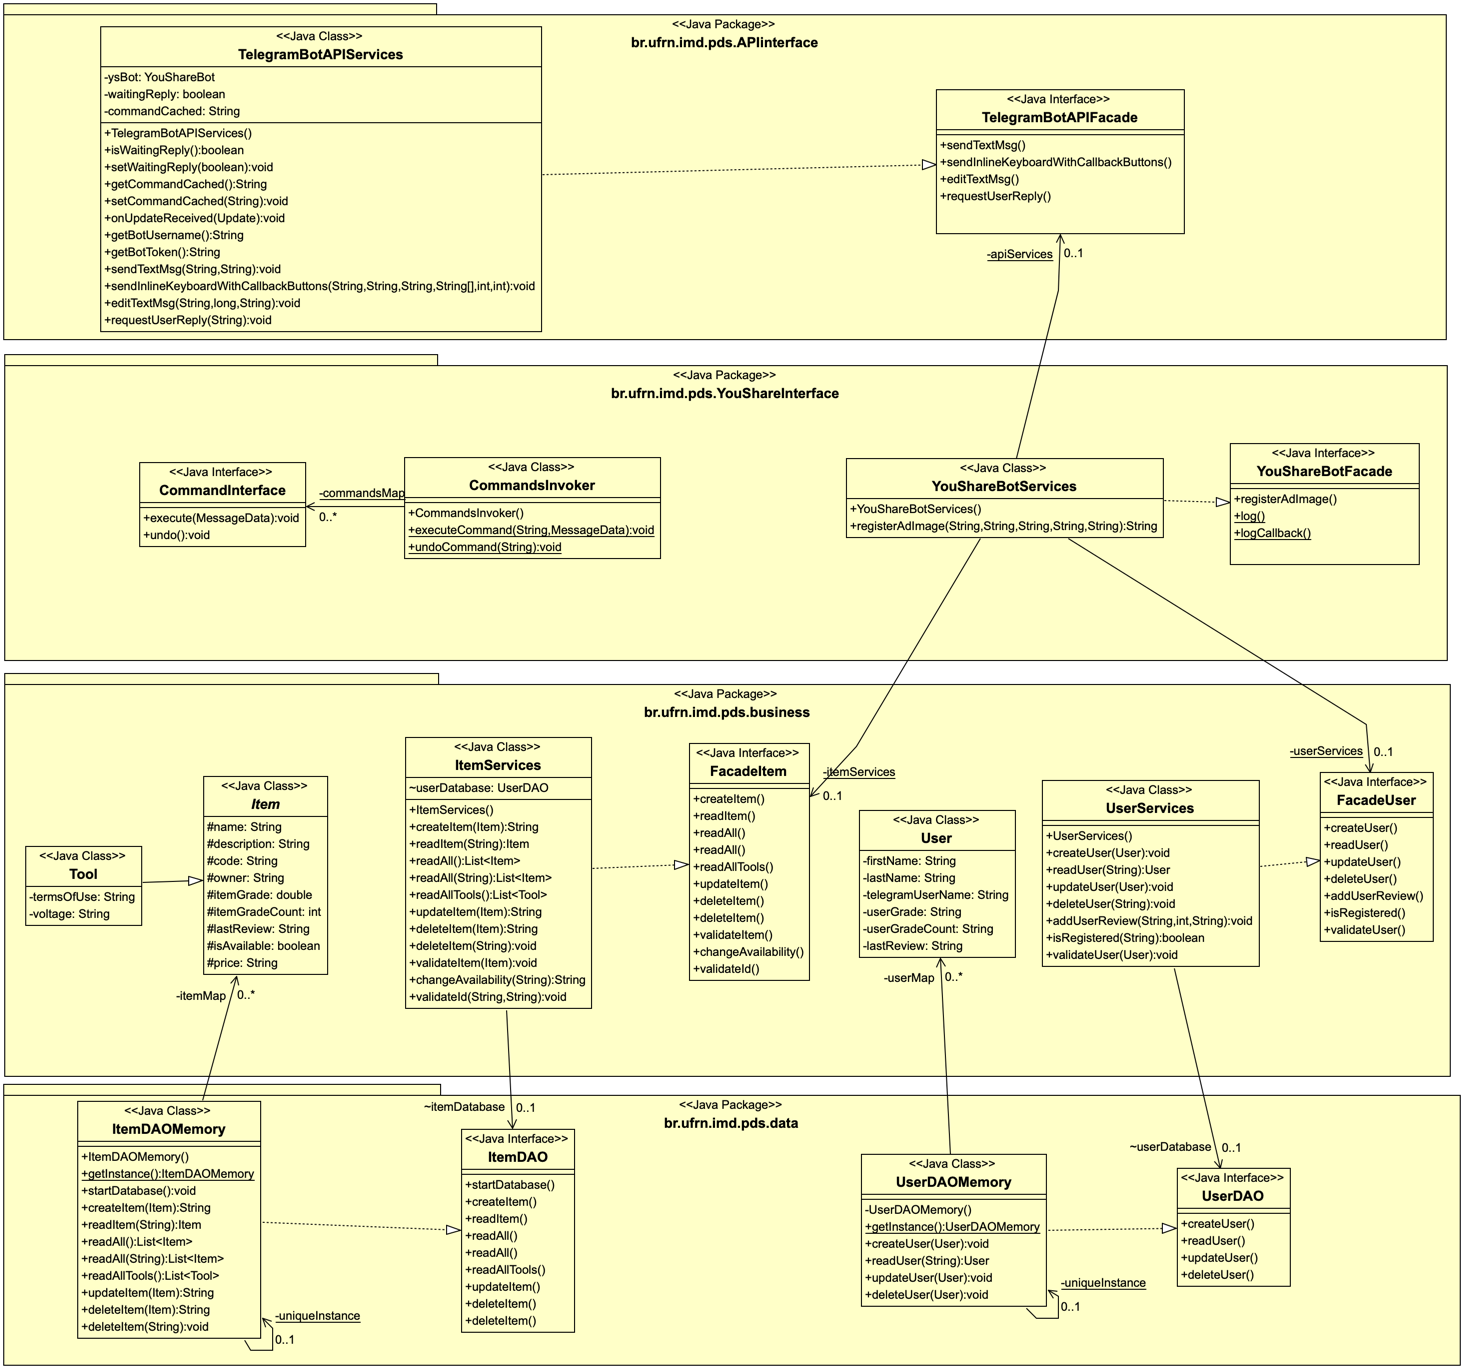 <<Java Package>>
br.ufrn.imd.pds.APIinterface
<<Java Class>>
TelegramBotAPIServices
-ysBot: YouShareBot
-waitingReply: boolean
-commandCached: String
+TelegramBotAPIServices()
+isWaitingReply():boolean
+setWaitingReply(boolean):void
+getCommandCached():String
+setCommandCached(String):void
+onUpdateReceived(Update):void
+getBotUsername():String
+getBotToken():String
+sendTextMsg(String,String):void
+sendInlineKeyboardWithCallbackButtons(String,String,String,String[],int,int):void
+editTextMsg(String,long,String):void
+requestUserReply(String):void
<<Java Interface>>
TelegramBotAPIFacade
+sendTextMsg()
+sendInlineKeyboardWithCallbackButtons()
+editTextMsg()
+requestUserReply()
-apiServices
0..1
<<Java Package>>
br.ufrn.imd.pds.YouShareInterface
<<Java Interface>>
CommandInterface
+execute(MessageData):void
+undo():void
-commandsMap
0..*
<<Java Class>>
CommandsInvoker
+CommandsInvoker()
+executeCommand(String,MessageData):void
+undoCommand(String):void
<<Java Class>>
YouShareBotServices
+YouShareBotServices()
+registerAdImage(String,String,String,String,String):String
<<Java Interface>>
YouShareBotFacade
+registerAdImage()
+log()
+logCallback()
<<Java Package>>
br.ufrn.imd.pds.business
<<Java Class>>
Tool
-termsOfUse: String
-voltage: String
<<Java Class>>
Item
#name: String
#description: String
#code: String
#owner: String
#itemGrade: double
#itemGradeCount: int
#lastReview: String
#isAvailable: boolean
#price: String
-itemMap
0..*
<<Java Class>>
ItemServices
~userDatabase: UserDAO
+ItemServices()
+createItem(Item):String
+readItem(String):Item
+readAll():List<Item>
+readAll(String):List<Item>
+readAllTools():List<Tool>
+updateItem(Item):String
+deleteItem(Item):String
+deleteItem(String):void
+validateItem(Item):void
+changeAvailability(String):String
+validateId(String,String):void
<<Java Interface>>
FacadeItem
+createItem()
+readItem()
+readAll()
+readAll()
+readAllTools()
+updateItem()
+deleteItem()
+deleteItem()
+validateItem()
+changeAvailability()
+validateId()
-itemServices
0..1
<<Java Class>>
User
-firstName: String
-lastName: String
-telegramUserName: String
-userGrade: String
-userGradeCount: String
-lastReview: String
-userMap
0..*
<<Java Class>>
UserServices
+UserServices()
+createUser(User):void
+readUser(String):User
+updateUser(User):void
+deleteUser(String):void
+addUserReview(String,int,String):void
+isRegistered(String):boolean
+validateUser(User):void
-userServices
0..1
<<Java Interface>>
FacadeUser
+createUser()
+readUser()
+updateUser()
+deleteUser()
+addUserReview()
+isRegistered()
+validateUser()
<<Java Package>>
br.ufrn.imd.pds.data
<<Java Class>>
ItemDAOMemory
+ItemDAOMemory()
+getInstance():ItemDAOMemory
+startDatabase():void
+createItem(Item):String
+readItem(String):Item
+readAll():List<Item>
+readAll(String):List<Item>
+readAllTools():List<Tool>
+updateItem(Item):String
+deleteItem(Item):String
+deleteItem(String):void
-uniqueInstance
0..1
~itemDatabase
0..1
<<Java Interface>>
ItemDAO
+startDatabase()
+createItem()
+readItem()
+readAll()
+readAll()
+readAllTools()
+updateItem()
+deleteItem()
+deleteItem()
<<Java Class>>
UserDAOMemory
-UserDAOMemory()
+getInstance():UserDAOMemory
+createUser(User):void
+readUser(String):User
+updateUser(User):void
+deleteUser(User):void
-uniqueInstance
0..1
~userDatabase
0..1
<<Java Interface>>
UserDAO
+createUser()
+readUser()
+updateUser()
+deleteUser()